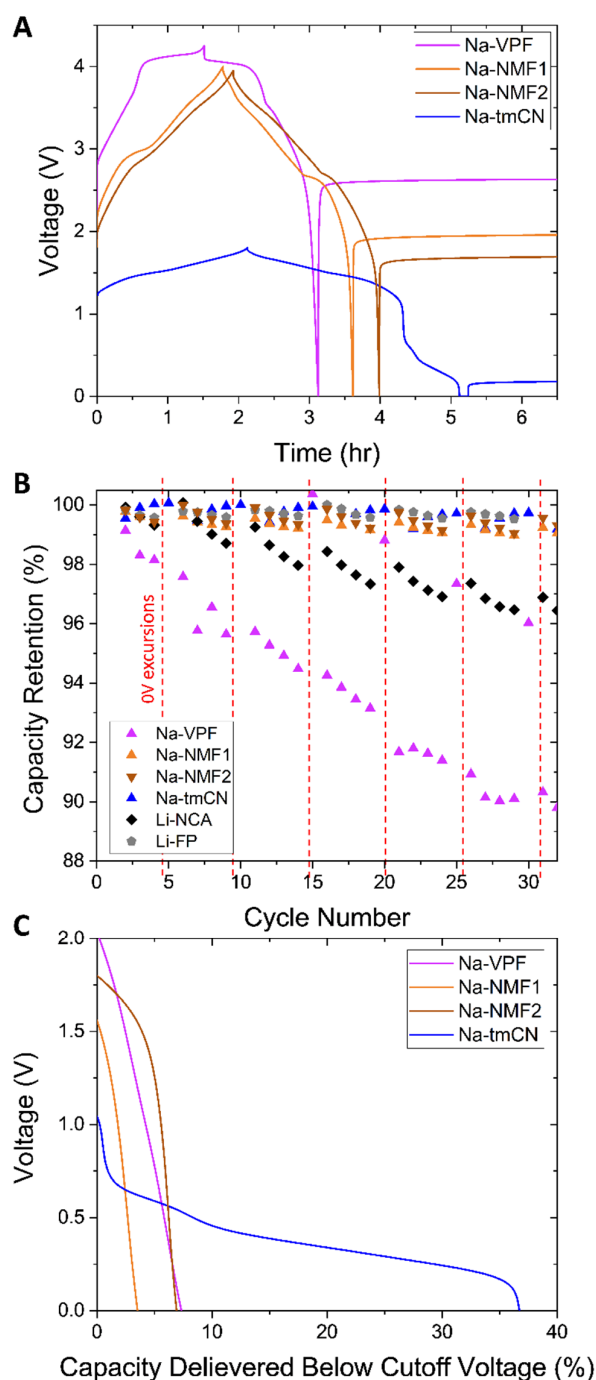 A
Na-VPF
Na-NMF1
Na-NMF2
Na-tmCN
4
3
2
1
0
Voltage (V)
0 1 2 3 4 5 6
Time (hr)
B
100
98
96
94
92
90
88
Capacity Retention (%)
0V excursions
Na-VPF
Na-NMF1
Na-NMF2
Na-tmCN
Li-NCA
Li-FP
0 5 10 15 20 25 30
Cycle Number
C
2.0
1.5
1.0
0.5
0.0
Voltage (V)
Na-VPF
Na-NMF1
Na-NMF2
Na-tmCN
0 10 20 30 40
Capacity Delievered Below Cutoff Voltage (%)